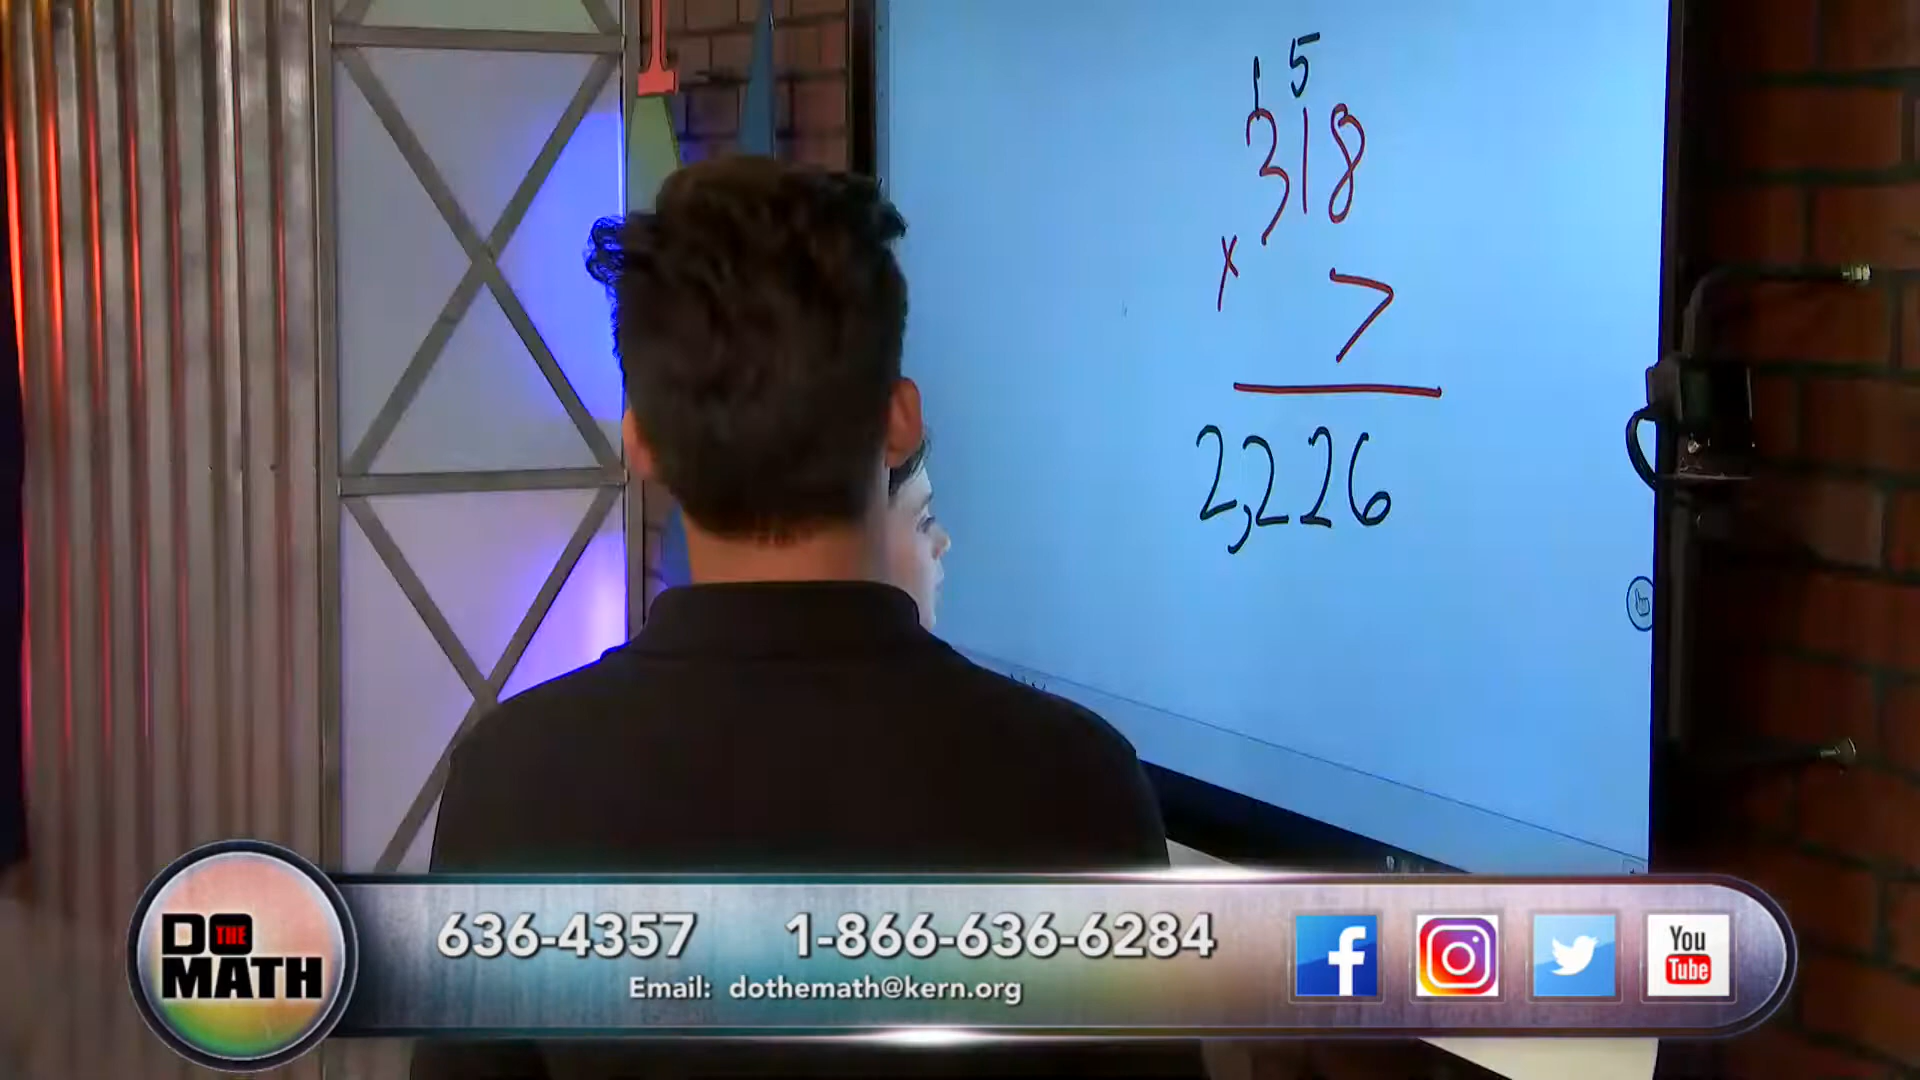 1 5
318
x 7
2,226
DO THE
MATH
636-4357 1-866-636-6284
Email: dothemath@kern.org
You
Tube